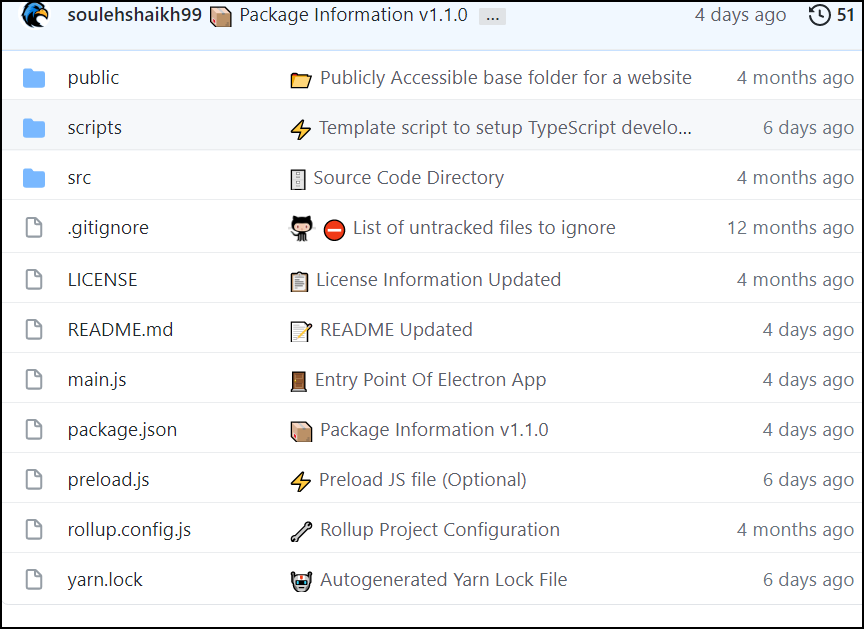 soulehshaikh99 Package Information v1.1.0 ... 4 days ago 51
public Publicly Accessible base folder for a website 4 months ago
scripts Template script to setup TypeScript develo... 6 days ago
src Source Code Directory 4 months ago
.gitignore List of untracked files to ignore 12 months ago
LICENSE License Information Updated 4 months ago
README.md README Updated 4 days ago
main.js Entry Point Of Electron App 4 days ago
package.json Package Information v1.1.0 4 days ago
preload.js Preload JS file (Optional) 6 days ago
rollup.config.js Rollup Project Configuration 4 months ago
yarn.lock Autogenerated Yarn Lock File 6 days ago